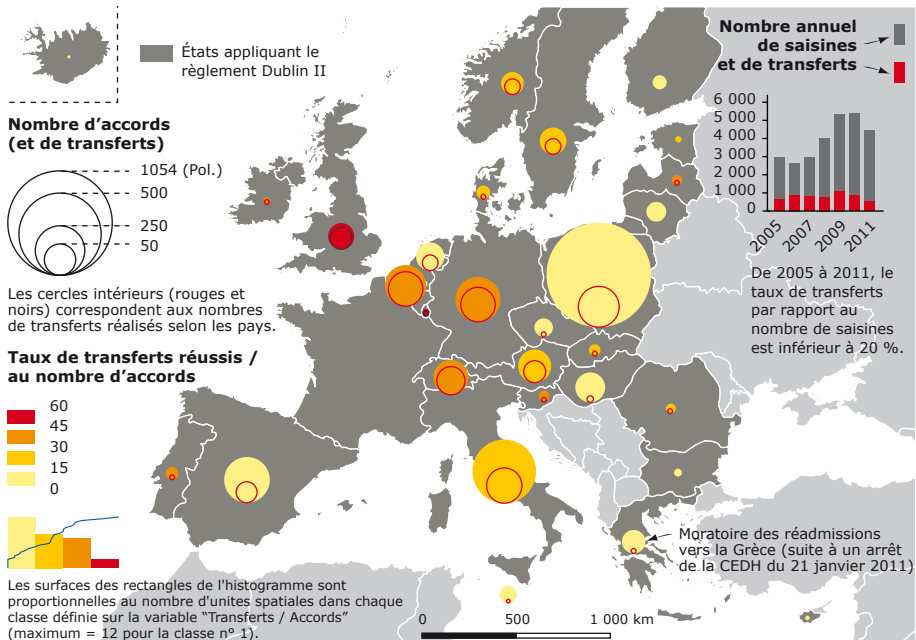 États appliquant le
règlement Dublin II
Nombre d’accords
(et de transferts)
1054 (Pol.)
500
250
50
Les cercles intérieurs (rouges et
noirs) correspondent aux nombres
de transferts réalisés selon les pays.
Taux de transferts réussis /
au nombre d’accords
60
45
30
15
0
Les surfaces des rectangles de l'histogramme sont
proportionnelles au nombre d'unites spatiales dans chaque
classe définie sur la variable “Transferts / Accords”
(maximum = 12 pour la classe n° 1).
Nombre annuel
de saisines
et de transferts
6 000
5 000
4 000
3 000
2 000
1 000
0
2005
2007
2009
2011
De 2005 à 2011, le
taux de transferts
par rapport au
nombre de saisines
est inférieur à 20 %.
Moratoire des réadmissions
vers la Grèce (suite à un arrêt
de la CEDH du 21 janvier 2011)
0 500 1 000 km